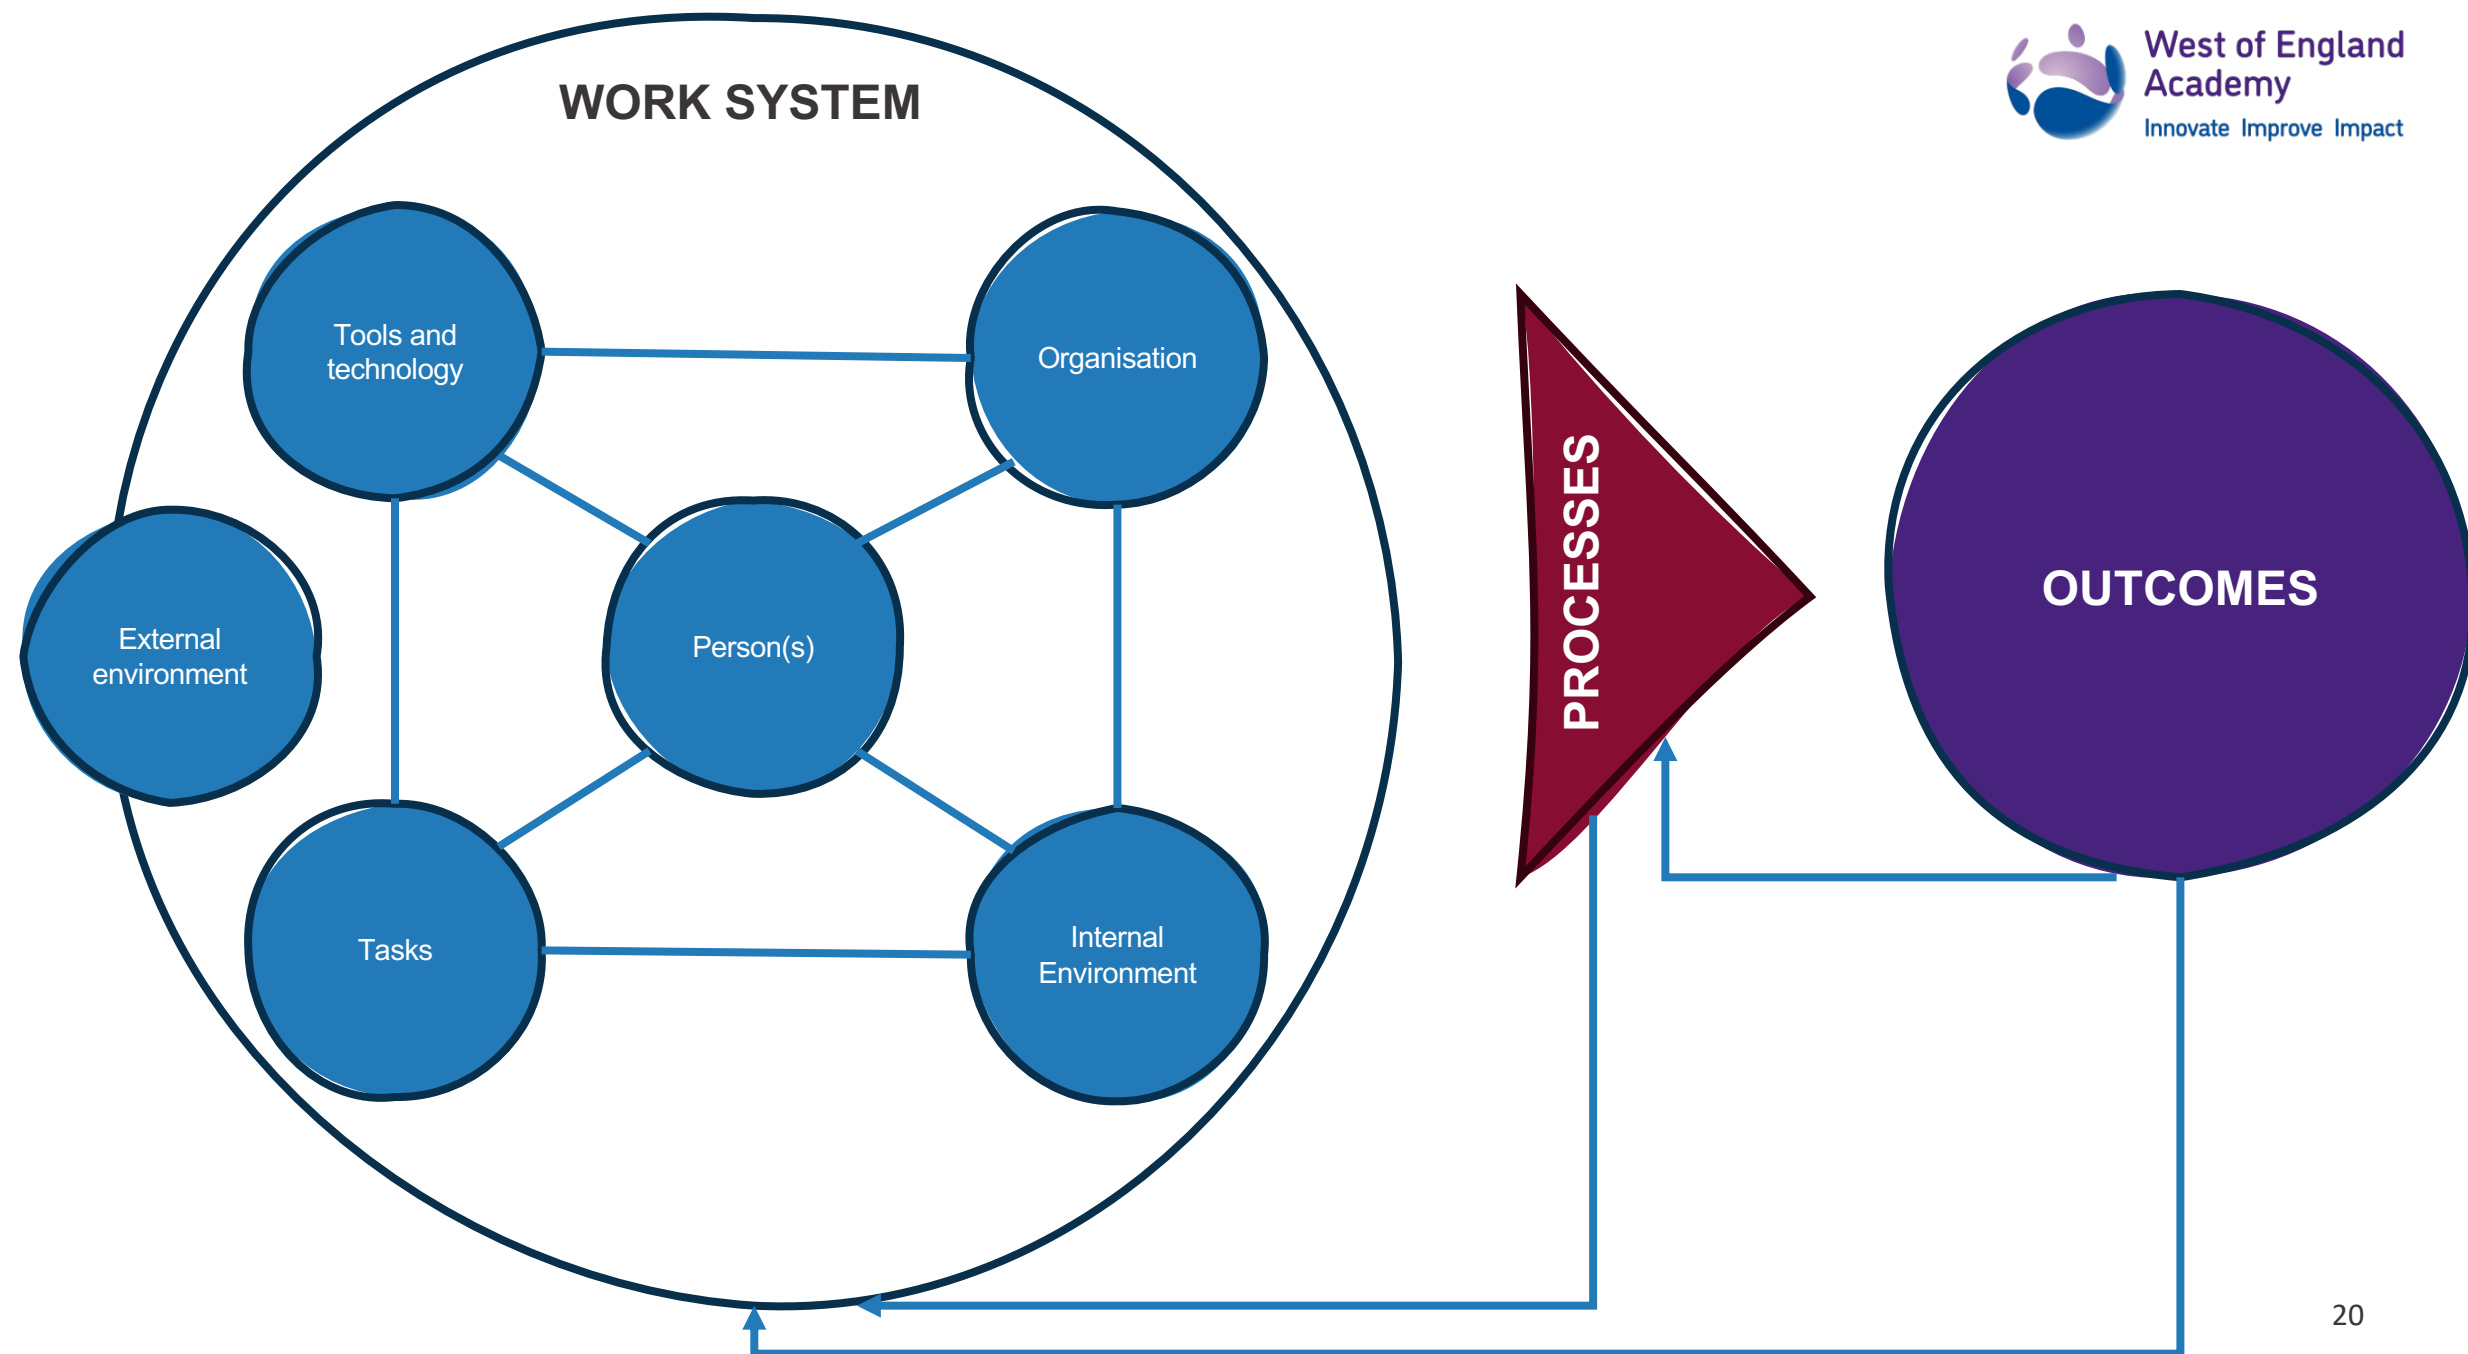 West of England
Academy
Innovate Improve Impact
WORK SYSTEM
Tools and
technology
Organisation
External
environment
Person(s)
Tasks
Internal
Environment
PROCESSES
OUTCOMES
20